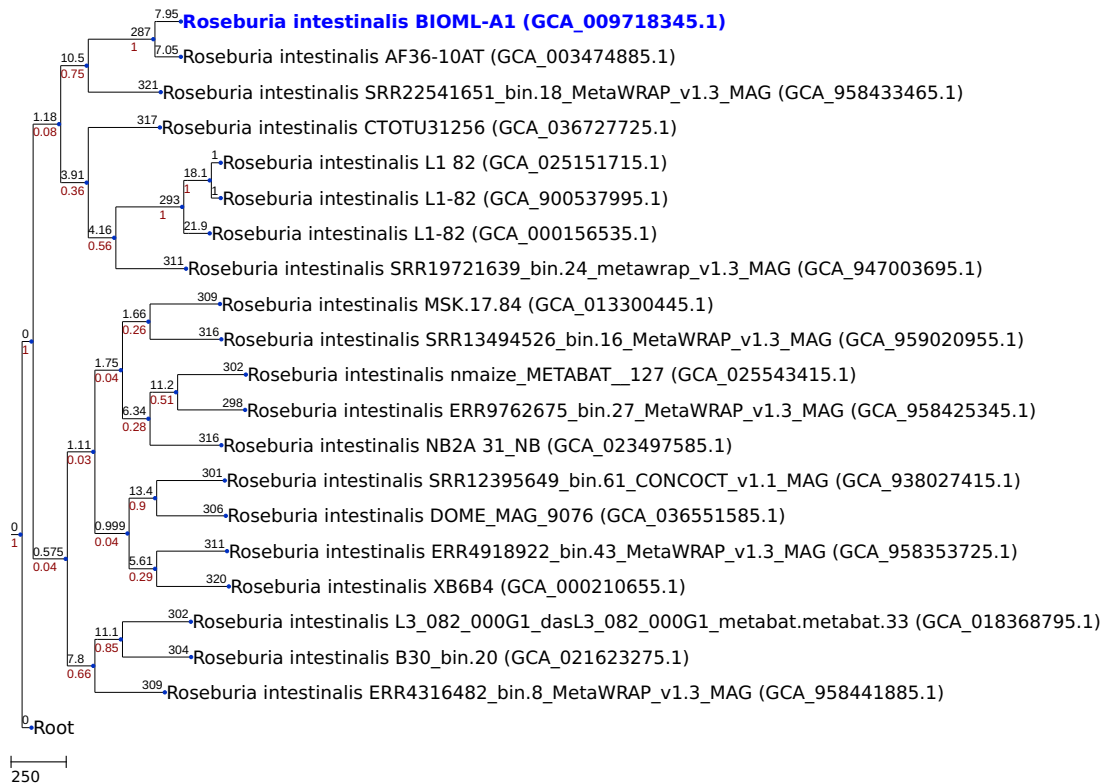 7.95
Roseburia intestinalis BIOML-A1 (GCA_009718345.1)
287
1
7.05
Roseburia intestinalis AF36-10AT (GCA_003474885.1)
10.5
0.75
321
Roseburia intestinalis SRR22541651_bin.18_MetaWRAP_v1.3_MAG (GCA_958433465.1)
1.18
0.08
317
Roseburia intestinalis CTOTU31256 (GCA_036727725.1)
1
Roseburia intestinalis L1 82 (GCA_025151715.1)
18.1
1
3.91
0.36
1
Roseburia intestinalis L1-82 (GCA_900537995.1)
293
1
21.9
Roseburia intestinalis L1-82 (GCA_000156535.1)
4.16
0.56
311
Roseburia intestinalis SRR19721639_bin.24_metawrap_v1.3_MAG (GCA_947003695.1)
309
Roseburia intestinalis MSK.17.84 (GCA_013300445.1)
1.66
0.26
0
1
316
Roseburia intestinalis SRR13494526_bin.16_MetaWRAP_v1.3_MAG (GCA_959020955.1)
1.75
0.04
302
Roseburia intestinalis nmaize_METABAT__127 (GCA_025543415.1)
11.2
0.51
298
Roseburia intestinalis ERR9762675_bin.27_MetaWRAP_v1.3_MAG (GCA_958425345.1)
6.34
0.28
316
Roseburia intestinalis NB2A 31_NB (GCA_023497585.1)
1.11
0.03
301
Roseburia intestinalis SRR12395649_bin.61_CONCOCT_v1.1_MAG (GCA_938027415.1)
13.4
0.9
306
Roseburia intestinalis DOME_MAG_9076 (GCA_036551585.1)
0.999
0.04
0
1
311
Roseburia intestinalis ERR4918922_bin.43_MetaWRAP_v1.3_MAG (GCA_958353725.1)
0.575
0.04
5.61
0.29
320
Roseburia intestinalis XB6B4 (GCA_000210655.1)
302
Roseburia intestinalis L3_082_000G1_dasL3_082_000G1_metabat.metabat.33 (GCA_018368795.1)
11.1
0.85
304
Roseburia intestinalis B30_bin.20 (GCA_021623275.1)
7.8
0.66
309
Roseburia intestinalis ERR4316482_bin.8_MetaWRAP_v1.3_MAG (GCA_958441885.1)
0
Root
250